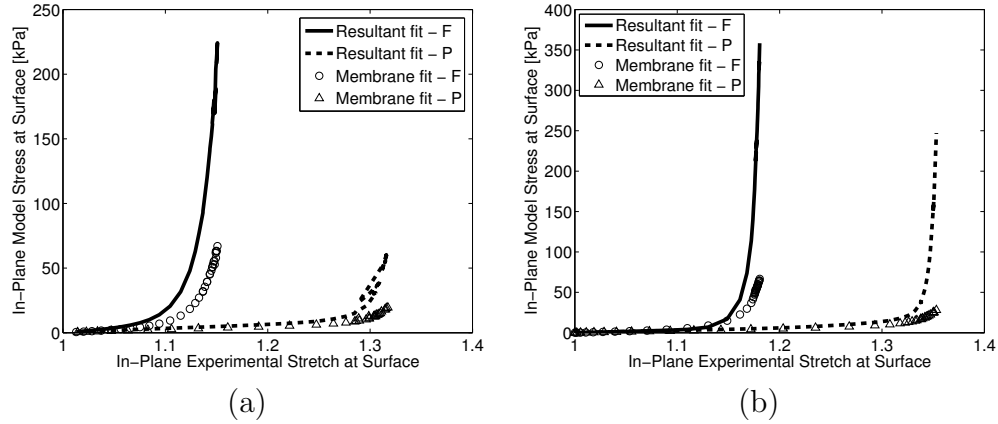 250
200
150
100
50
0
In−Plane Model Stress at Surface [kPa]
Resultant fit − F
Resultant fit − P
Membrane fit − F
Membrane fit − P
1
1.1
1.2
1.3
1.4
In−Plane Experimental Stretch at Surface
(a)
400
350
300
250
200
150
100
50
0
In−Plane Model Stress at Surface [kPa]
Resultant fit − F
Resultant fit − P
Membrane fit − F
Membrane fit − P
1
1.1
1.2
1.3
1.4
In−Plane Experimental Stretch at Surface
(b)